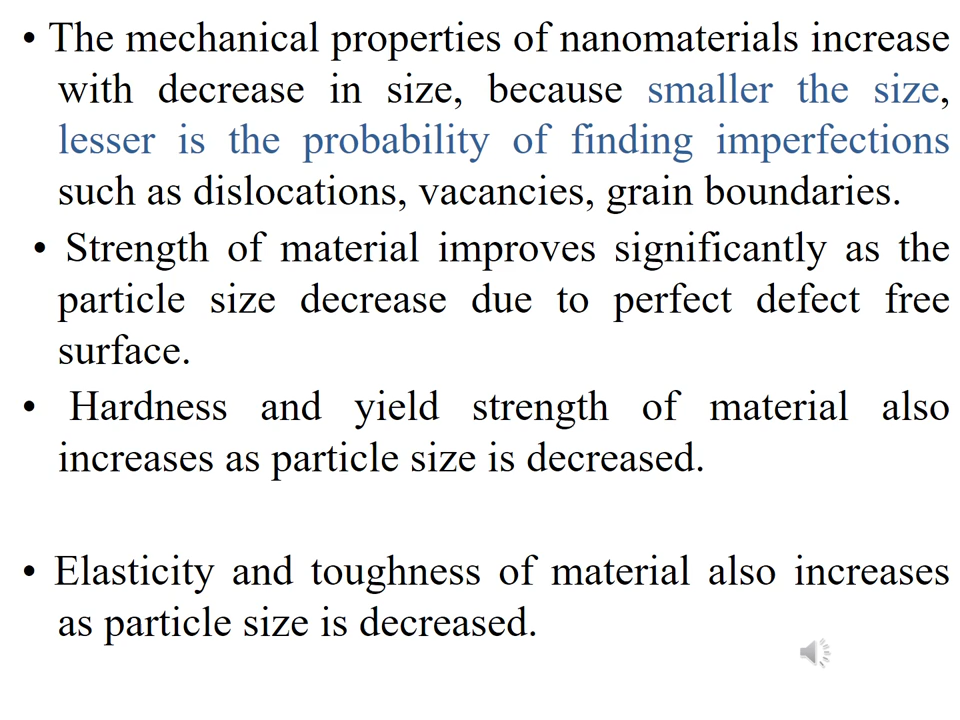 • The mechanical properties of nanomaterials increase
with decrease in size, because smaller the size,
lesser is the probability of finding imperfections
such as dislocations, vacancies, grain boundaries.
• Strength of material improves significantly as the
particle size decrease due to perfect defect free
surface.
• Hardness and yield strength of material also
increases as particle size is decreased.
• Elasticity and toughness of material also increases
as particle size is decreased.